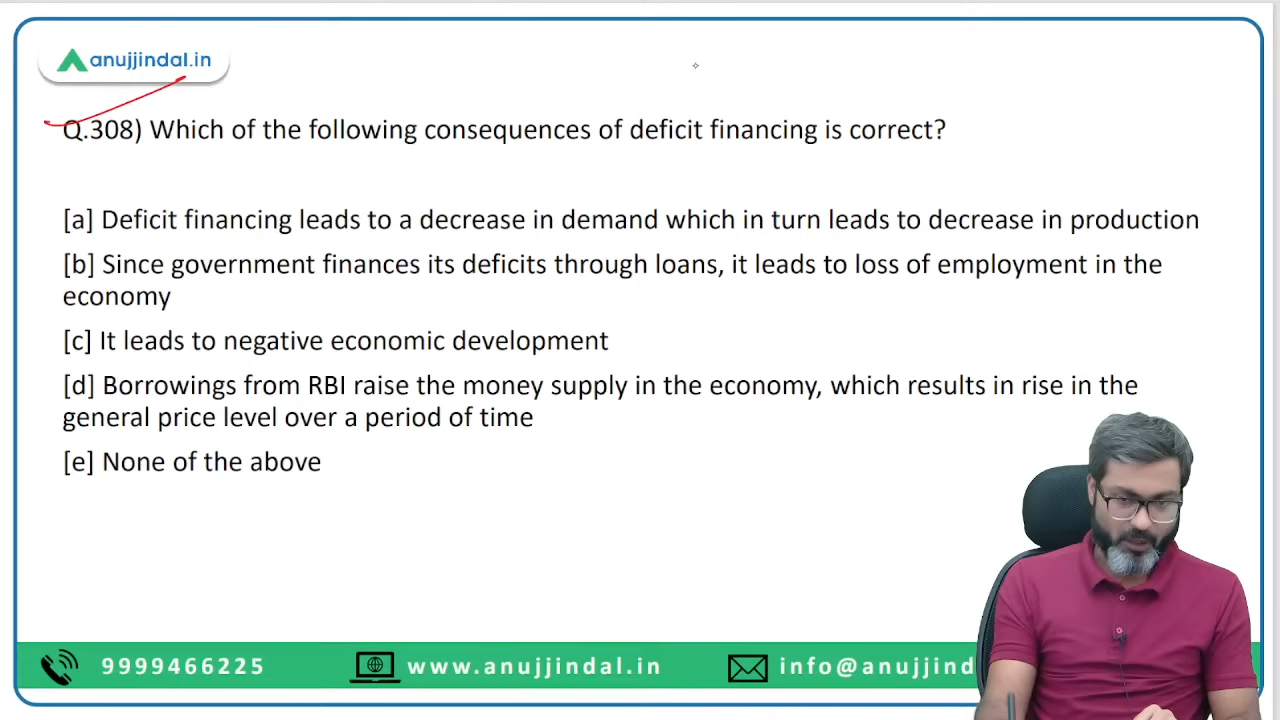 anujjindal.in
Q.308) Which of the following consequences of deficit financing is correct?
[a] Deficit financing leads to a decrease in demand which in turn leads to decrease in production
[b] Since government finances its deficits through loans, it leads to loss of employment in the
economy
[c] It leads to negative economic development
[d] Borrowings from RBI raise the money supply in the economy, which results in rise in the
general price level over a period of time
[e] None of the above
9999466225 www.anujjindal.in info@anujjind